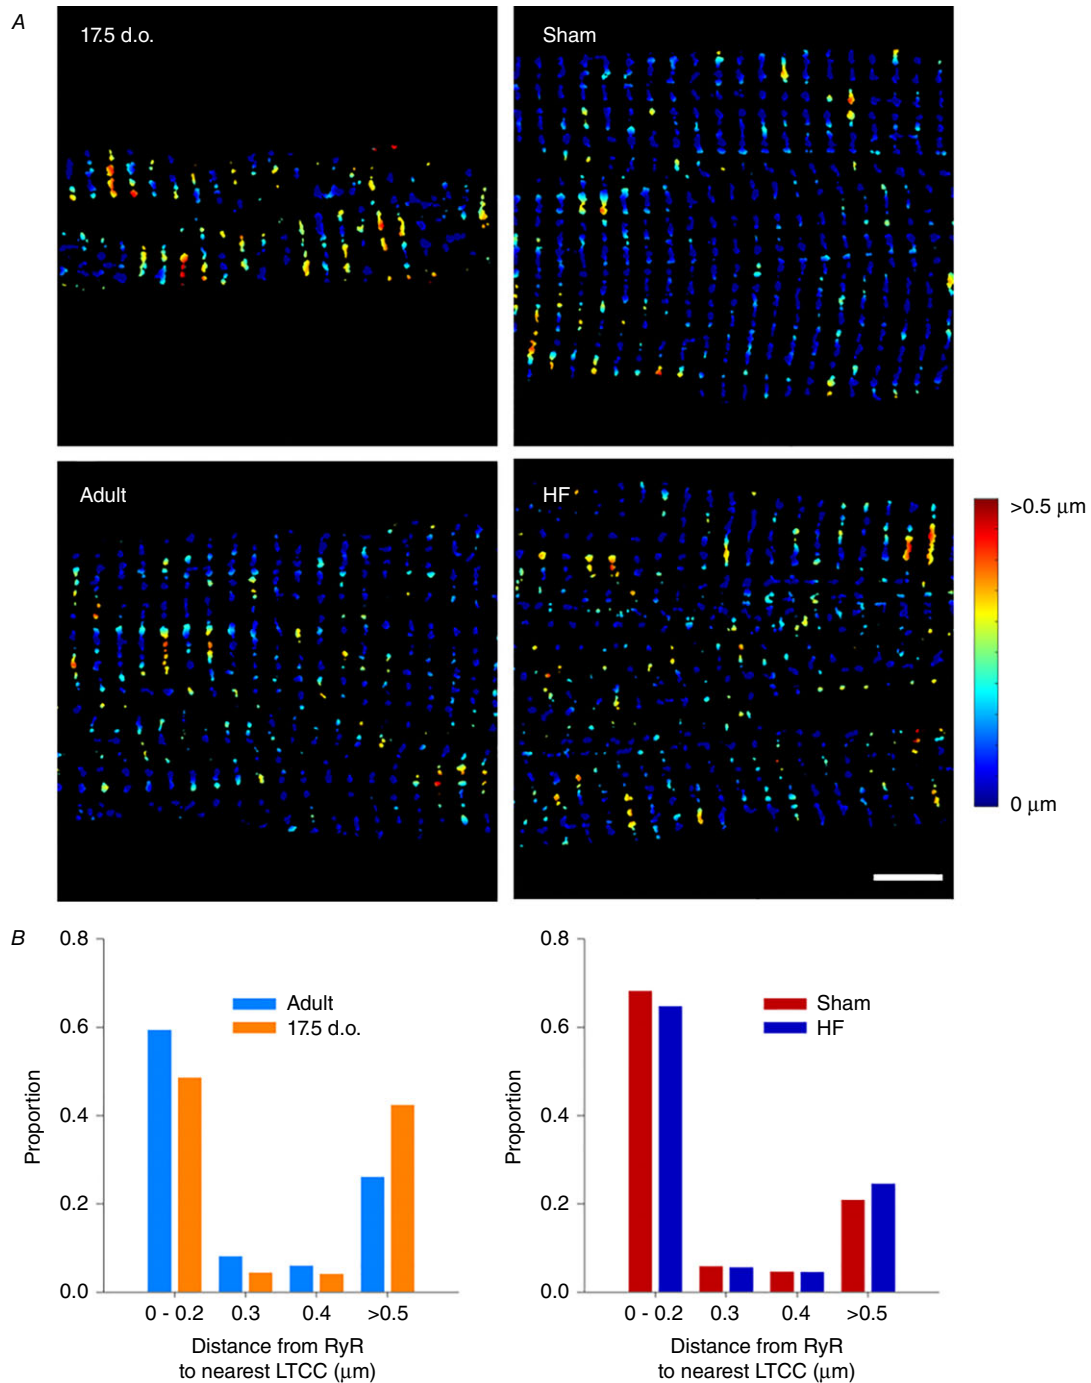 A
17.5 d.o.
Sham
Adult
HF
>0.5 μm
0 μm
B
0.8
0.6
0.4
0.2
0.0
Proportion
Adult
17.5 d.o.
0 - 0.2 0.3 0.4 >0.5
Distance from RyR
to nearest LTCC (μm)
0.8
0.6
0.4
0.2
0.0
Proportion
Sham
HF
0 - 0.2 0.3 0.4 >0.5
Distance from RyR
to nearest LTCC (μm)